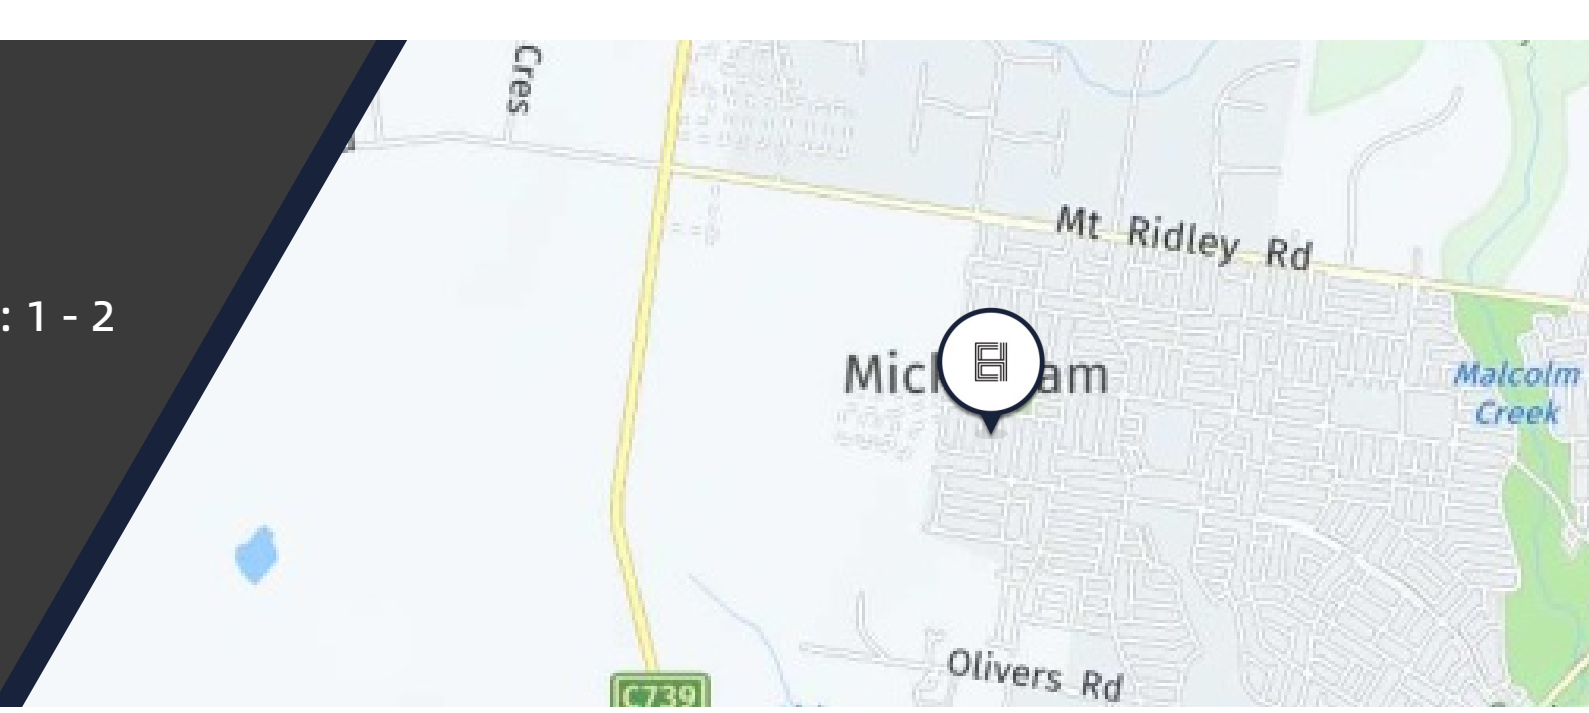 Cres
Mt Ridley Rd
: 1 - 2
Mick am
Malcolm
Creek
Olivers Rd
C739